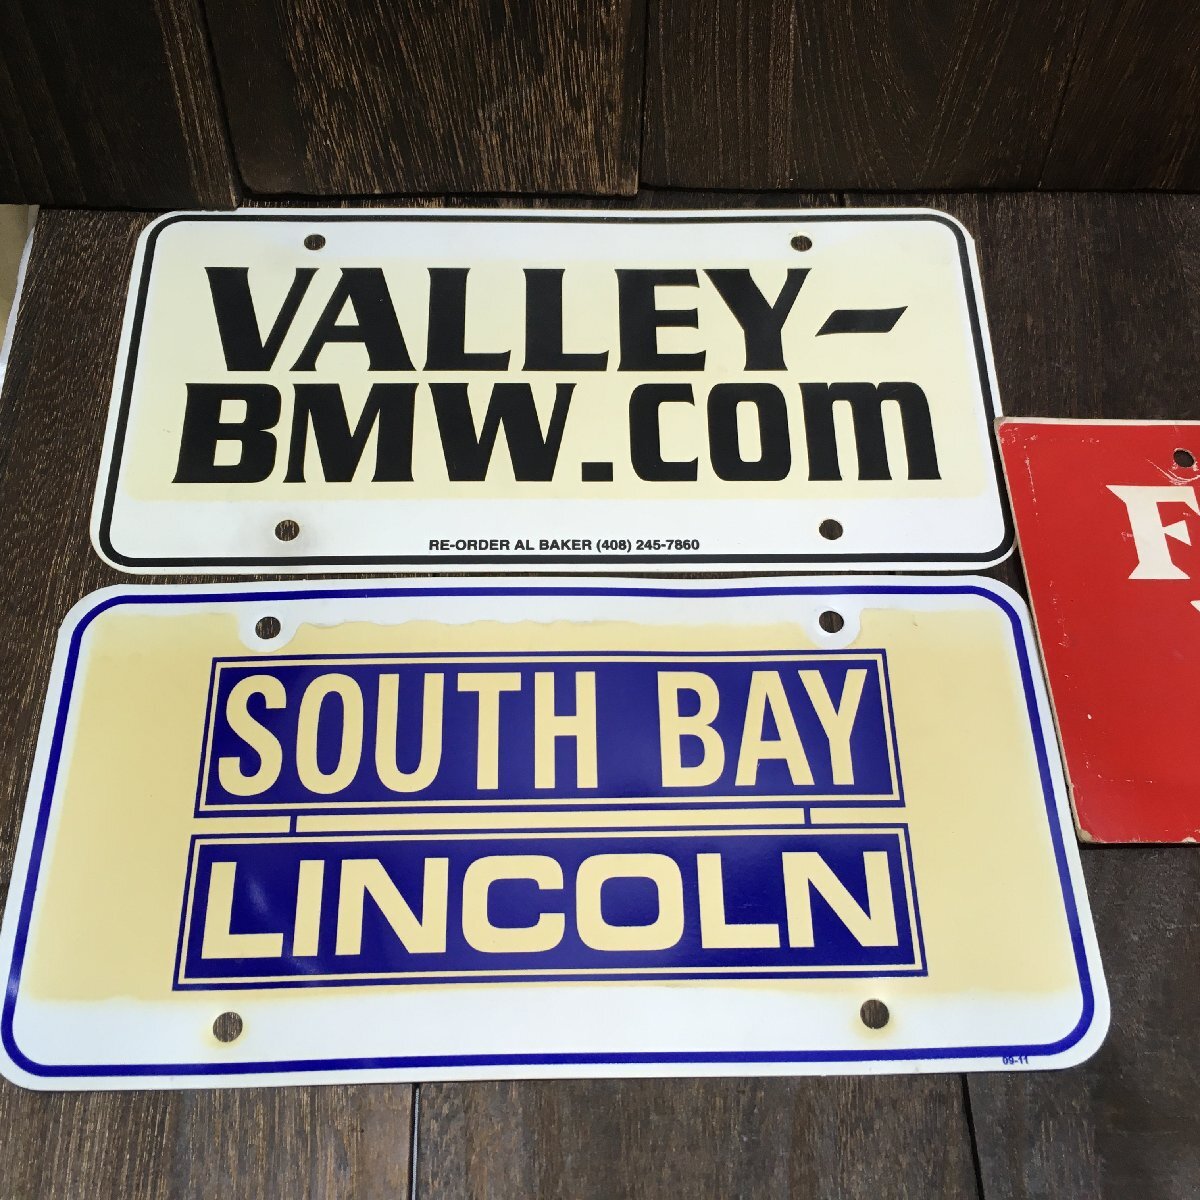 VALLEY-
BMW.com
RE-ORDER AL BAKER (408) 245-7860
SOUTH BAY
LINCOLN
09-11
F